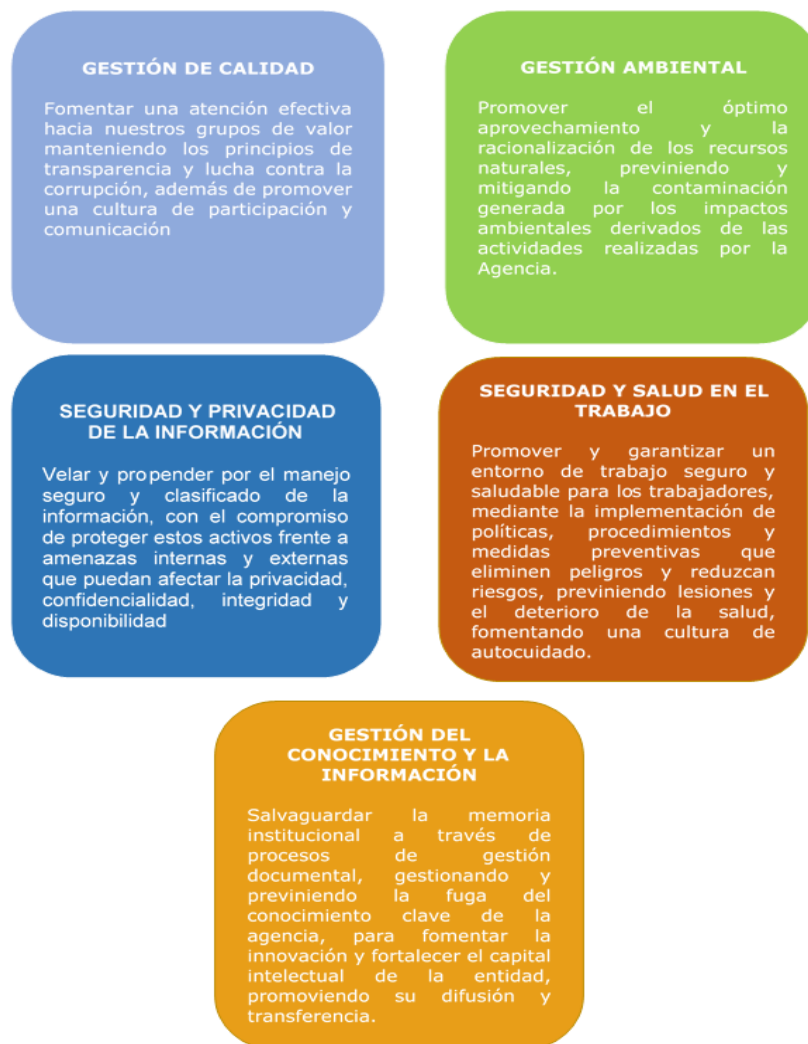 GESTIÓN DE CALIDAD
Fomentar una atención efectiva
hacia nuestros grupos de valor
manteniendo los principios de
transparencia y lucha contra la
corrupción, además de promover
una cultura de participación y
comunicación
GESTIÓN AMBIENTAL
Promover el óptimo
aprovechamiento y la
racionalización de los recursos
naturales, previniendo y
mitigando la contaminación
generada por los impactos
ambientales derivados de las
actividades realizadas por la
Agencia.
SEGURIDAD Y PRIVACIDAD
DE LA INFORMACIÓN
Velar y propender por el manejo
seguro y clasificado de la
información, con el compromiso
de proteger estos activos frente a
amenazas internas y externas
que puedan afectar la privacidad,
confidencialidad, integridad y
disponibilidad
SEGURIDAD Y SALUD EN EL
TRABAJO
Promover y garantizar un
entorno de trabajo seguro y
saludable para los trabajadores,
mediante la implementación de
políticas, procedimientos y
medidas preventivas que
eliminen peligros y reduzcan
riesgos, previniendo lesiones y
el deterioro de la salud,
fomentando una cultura de
autocuidado.
GESTIÓN DEL
CONOCIMIENTO Y LA
INFORMACIÓN
Salvaguardar la memoria
institucional a través de
procesos de gestión
documental, gestionando y
previniendo la fuga del
conocimiento clave de la
agencia, para fomentar la
innovación y fortalecer el capital
intelectual de la entidad,
promoviendo su difusión y
transferencia.